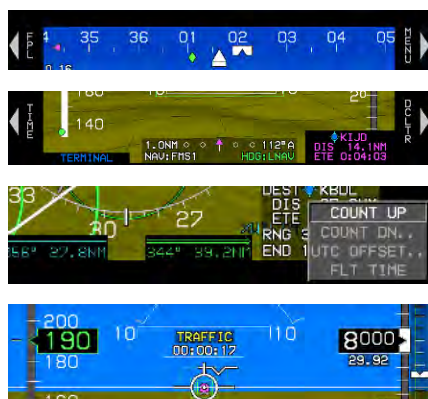 FPL
35 36 01 02 03 04 05
MENU
TIME
140
20
TERMINAL
1.0NM 112°A
NAV:FMS1 HDG:LNAV
KIJD
DIS 14.1NM
ETE 0:04:03
DCLTR
33
30
27
DEST KBDL
DIS
ETE
RNG
END
27.8NM
344° 39.2NM
COUNT UP
COUNT DN..
UTC OFFSET..
FLT TIME
200
190
180
10
TRAFFIC
00:00:17
10
8000
29.92